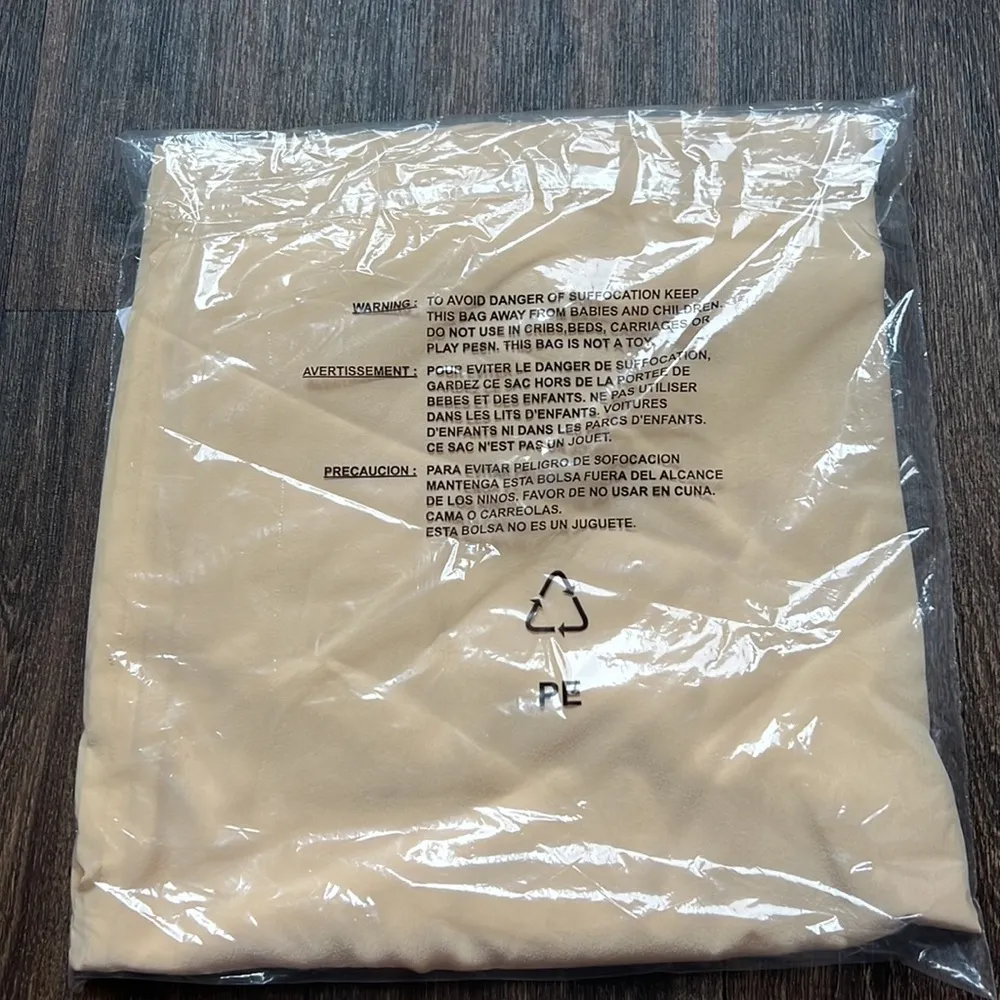 WARNING : TO AVOID DANGER OF SUFFOCATION KEEP
THIS BAG AWAY FROM BABIES AND CHILDREN.
DO NOT USE IN CRIBS,BEDS, CARRIAGES OR
PLAY PESN. THIS BAG IS NOT A TOY.
AVERTISSEMENT : POUR EVITER LE DANGER DE SUFFOCATION,
GARDEZ CE SAC HORS DE LA PORTEE DE
BEBES ET DES ENFANTS. NE PAS UTILISER
DANS LES LITS D'ENFANTS. VOITURES
D'ENFANTS NI DANS LES PARCS D'ENFANTS.
CE SAC N'EST PAS UN JOUET.
PRECAUCION : PARA EVITAR PELIGRO DE SOFOCACION
MANTENGA ESTA BOLSA FUERA DEL ALCANCE
DE LOS NINOS. FAVOR DE NO USAR EN CUNA.
CAMA O CARREOLAS.
ESTA BOLSA NO ES UN JUGUETE.
PE